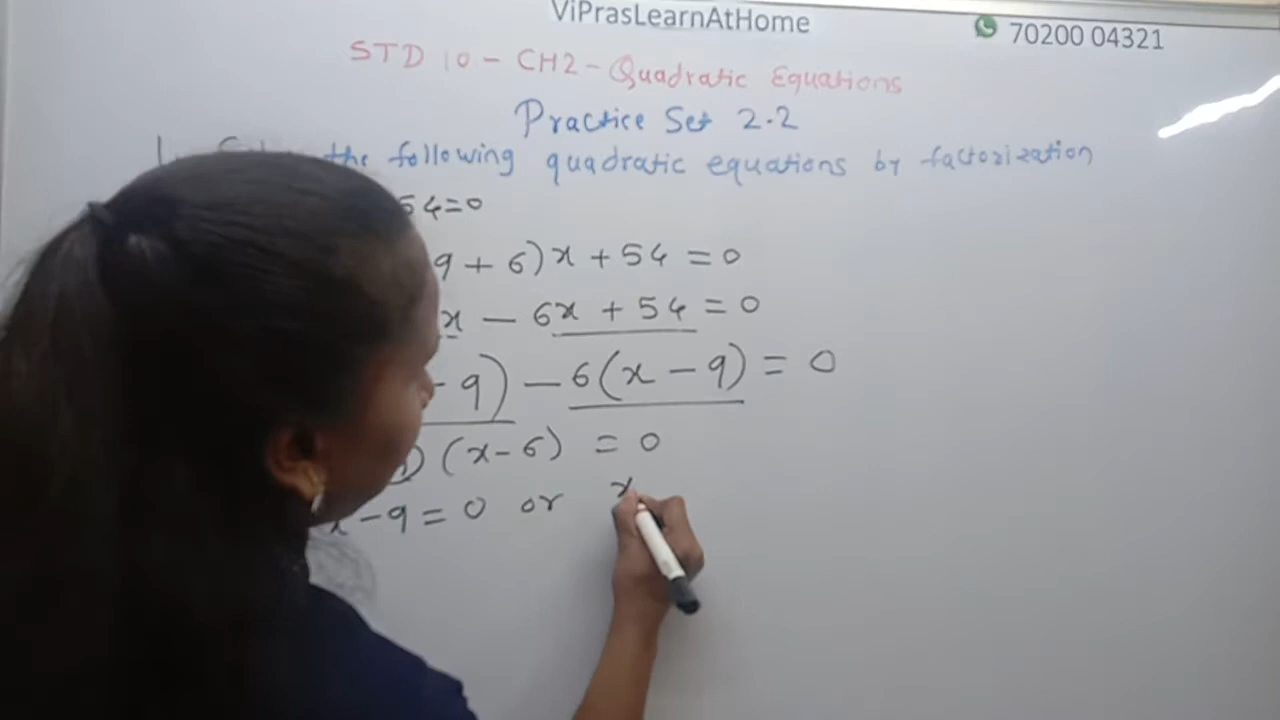 ViPrasLearnAtHome
70200 04321
STD 10 - CH2 - Quadratic Equations
Practice Set 2.2
the following quadratic equations by factorization
54=0
9 + 6)x + 54 = 0
x - 6x + 54 = 0
- 9) - 6(x - 9) = 0
) (x-6) = 0
x-9=0 or x